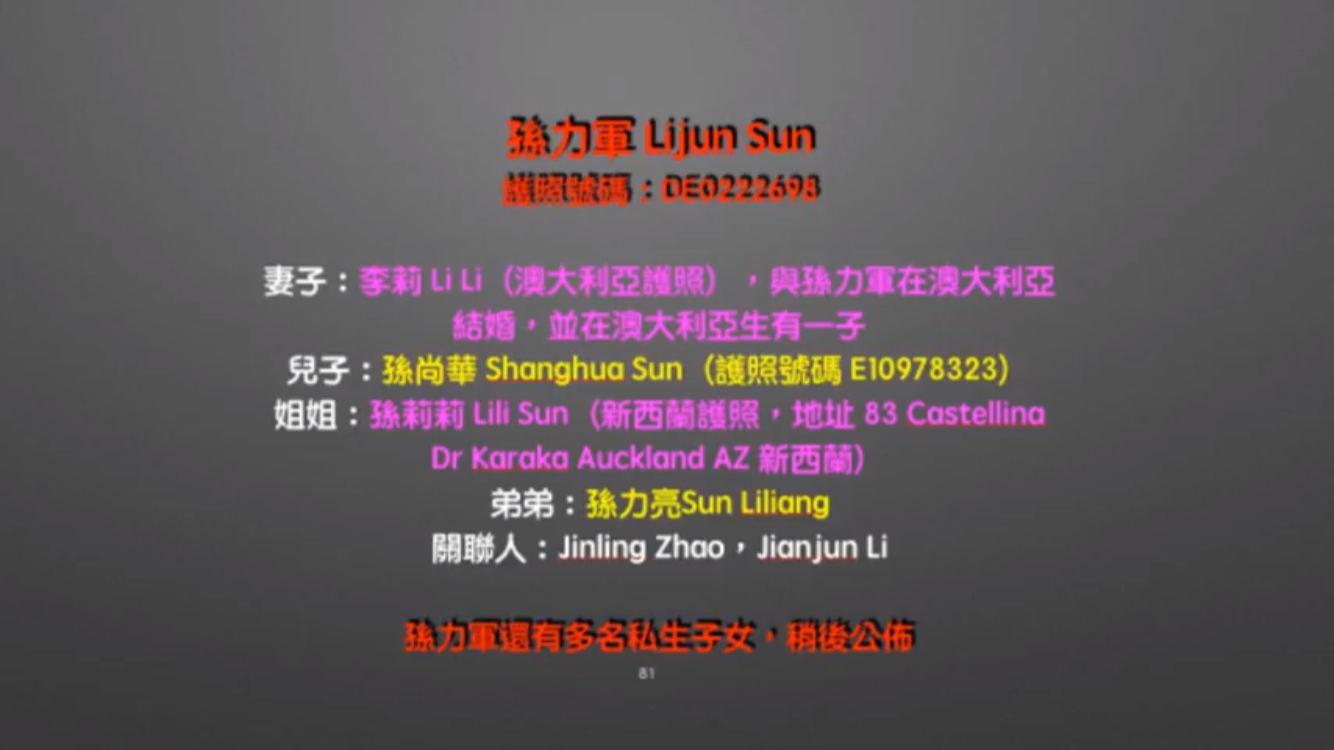 孫力軍 Lijun Sun
護照號碼：DE0222698
妻子：李莉 Li Li（澳大利亞護照），與孫力軍在澳大利亞
結婚，並在澳大利亞生有一子
兒子：孫尚華 Shanghua Sun（護照號碼 E10978323）
姐姐：孫莉莉 Lili Sun（新西蘭護照，地址 83 Castellina
Dr Karaka Auckland AZ 新西蘭）
弟弟：孫力亮Sun Liliang
關聯人：Jinling Zhao，Jianjun Li
孫力軍還有多名私生子女，稍後公佈
81